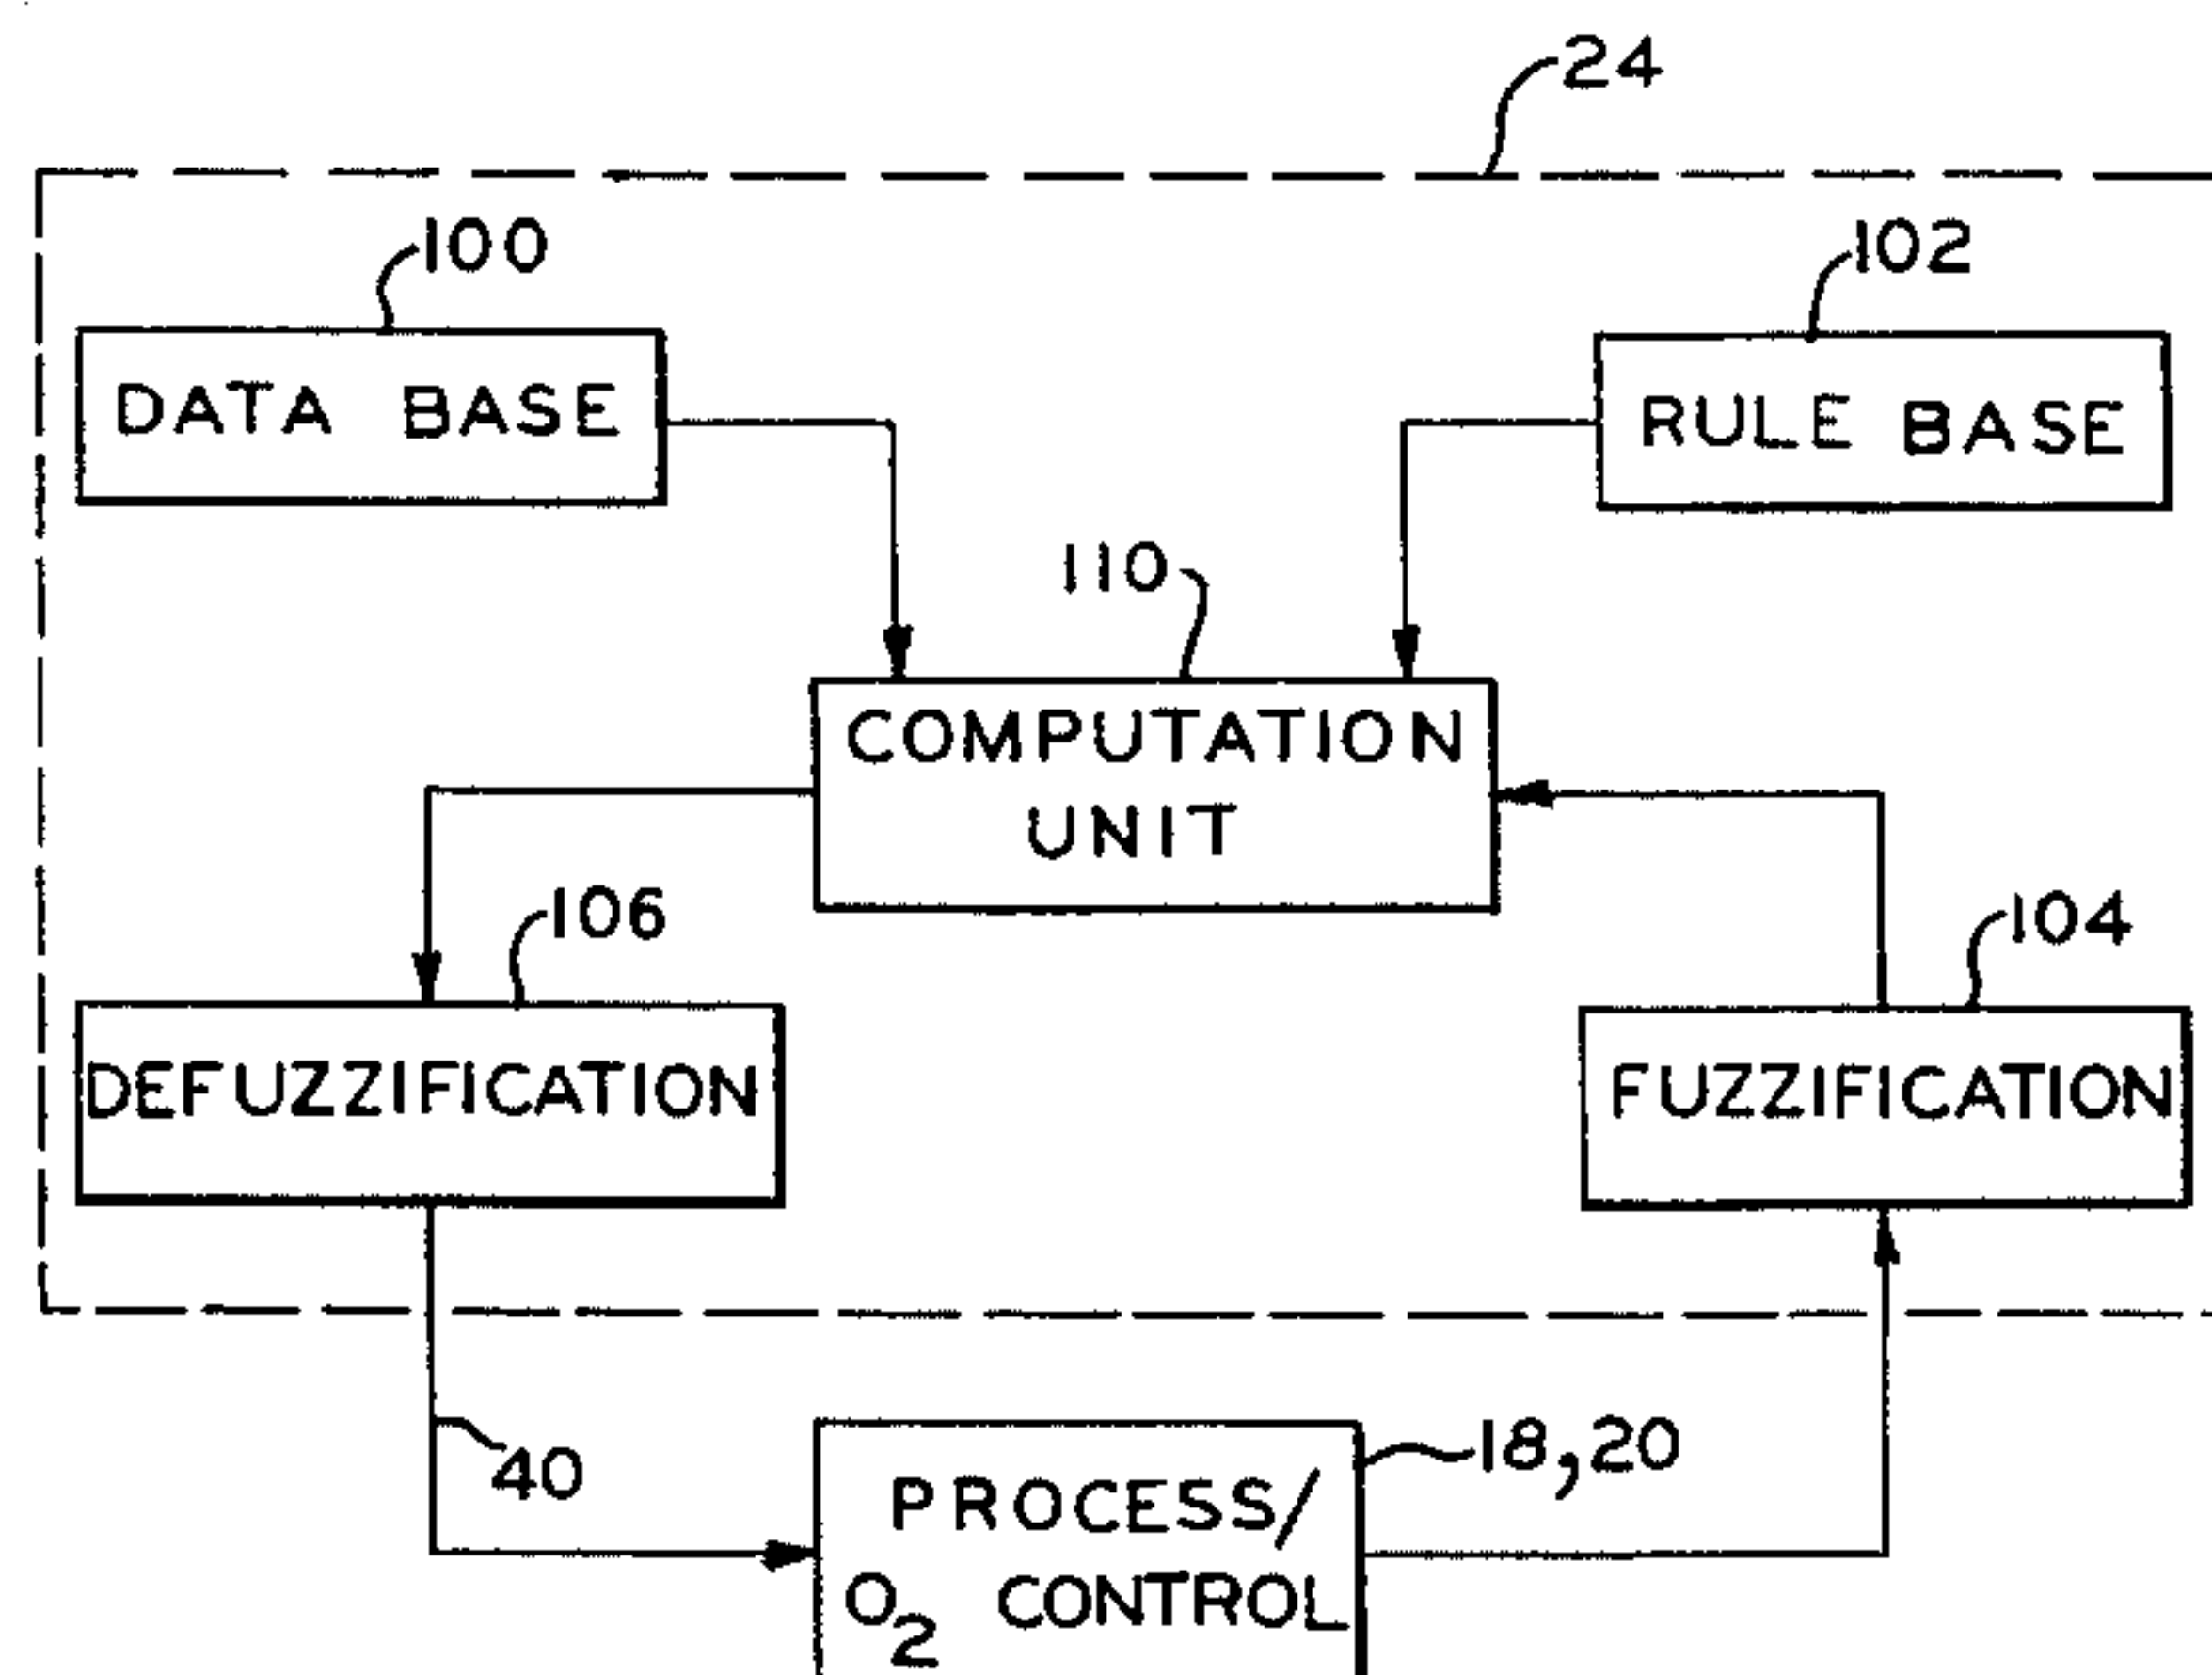 24
100
102
DATA BASE
RULE BASE
110
COMPUTATION
UNIT
106
104
DEFUZZIFICATION
FUZZIFICATION
40
18,20
PROCESS/
O2 CONTROL